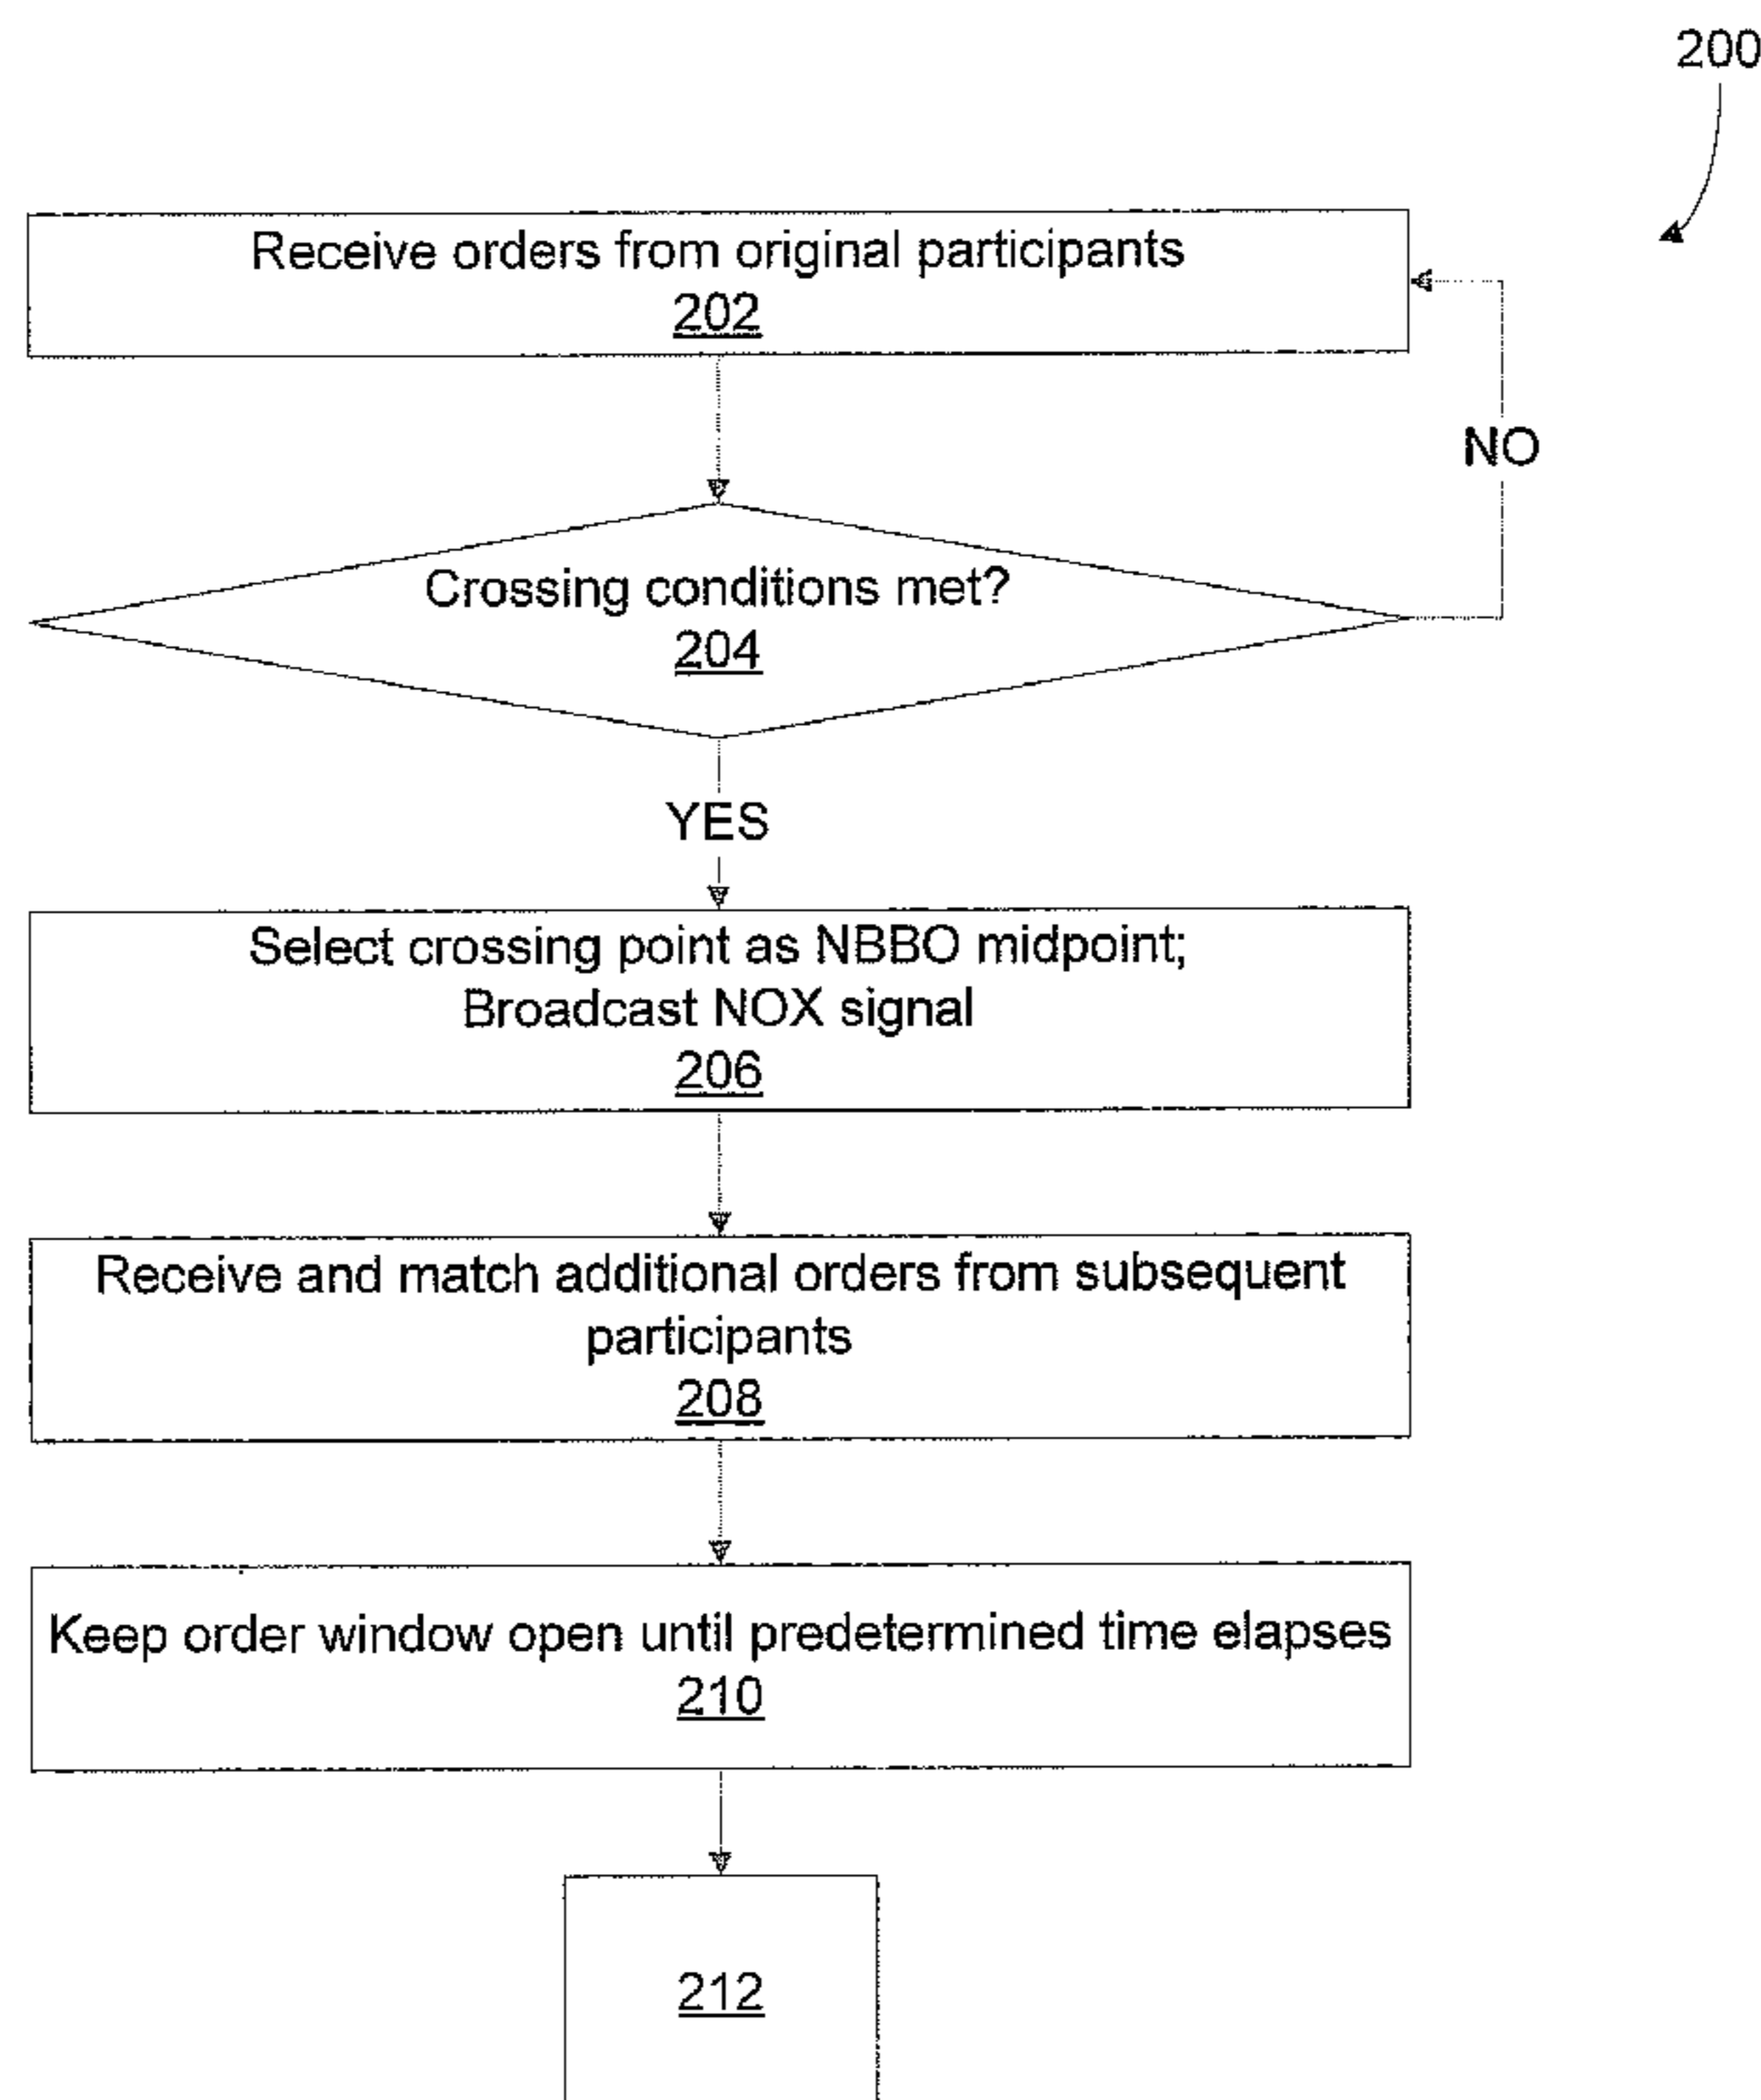 200
Receive orders from original participants
202
NO
Crossing conditions met?
204
YES
Select crossing point as NBBO midpoint;
Broadcast NOX signal
206
Receive and match additional orders from subsequent
participants
208
Keep order window open until predetermined time elapses
210
212